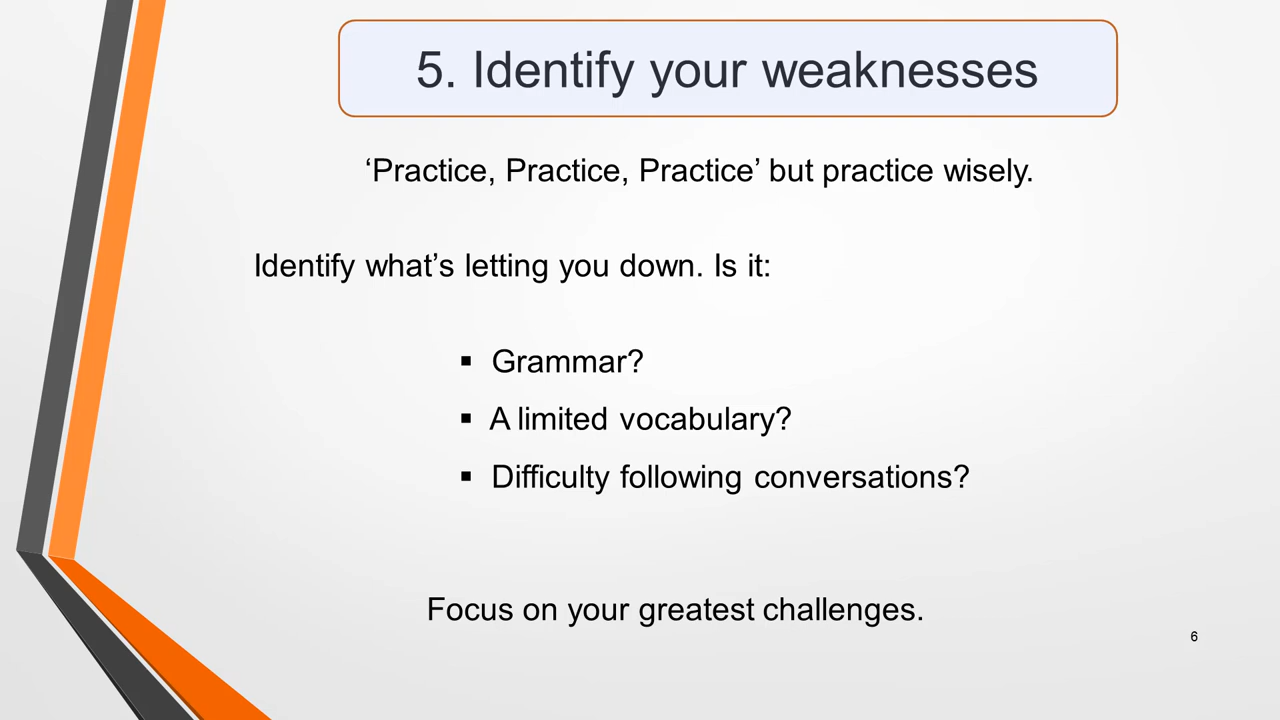 5. Identify your weaknesses
‘Practice, Practice, Practice’ but practice wisely.
Identify what’s letting you down. Is it:
▪ Grammar?
▪ A limited vocabulary?
▪ Difficulty following conversations?
Focus on your greatest challenges.
6